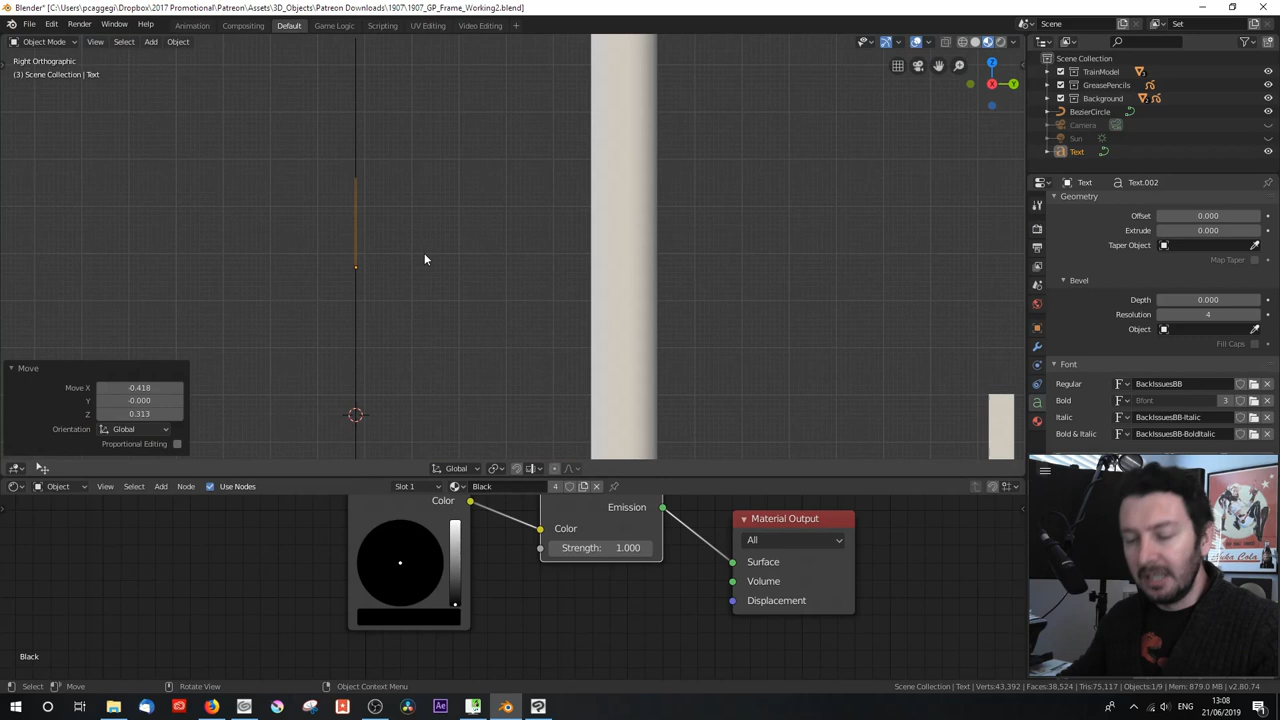 Blender* [C:\Users\pcaggegi\Dropbox\2017 Promotional\Patreon\Assets\3D_Objects\Patreon Downloads\1907\1907_GP_Frame_Working2.blend]
File Edit Render Window Help Animation Compositing Default Game Logic Scripting UV Editing Video Editing + Scene Set
Object Mode View Select Add Object
Right Orthographic
(3) Scene Collection | Text
Z
X
Y
Scene Collection
TrainModel
GreasePencils
Background
BezierCircle
Camera
Sun
Text
Text Text.002
Geometry
Offset 0.000
Extrude 0.000
Taper Object
Map Taper
Bevel
Depth 0.000
Resolution 4
Object
Fill Caps
Font
Regular F BackIssuesBB
Bold F Bfont 3
Italic F BackIssuesBB-Italic
Bold & Italic F BackIssuesBB-BoldItalic
Move
Move X -0.418
Y -0.000
Z 0.313
Orientation Global
Proportional Editing
Global
Object View Select Add Node Use Nodes Slot 1 Black 4
Color
Emission
Color
Strength: 1.000
Material Output
All
Surface
Volume
Displacement
Black
Select Move Rotate View Object Context Menu Scene Collection | Text | Verts:43,392 | Faces:38,524 | Tris:75,117 | Objects:1/9 | Mem: 879.0 MB | v2.80.74
13:08
21/06/2019